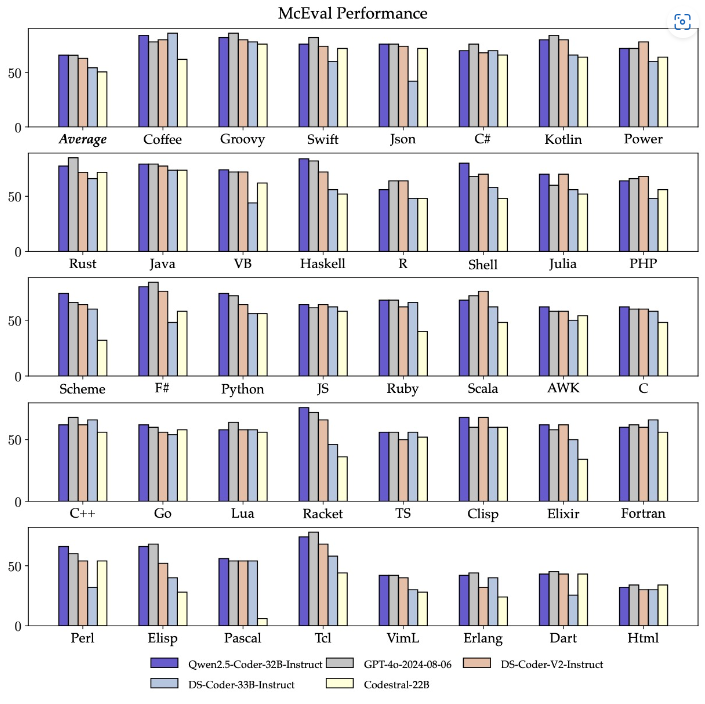 McEval Performance
50
0
Average Coffee Groovy Swift Json C# Kotlin Power
50
0
Rust Java VB Haskell R Shell Julia PHP
50
0
Scheme F# Python JS Ruby Scala AWK C
50
0
C++ Go Lua Racket TS Clisp Elixir Fortran
50
0
Perl Elisp Pascal Tcl VimL Erlang Dart Html
Qwen2.5-Coder-32B-Instruct GPT-4o-2024-08-06 DS-Coder-V2-Instruct
DS-Coder-33B-Instruct Codestral-22B